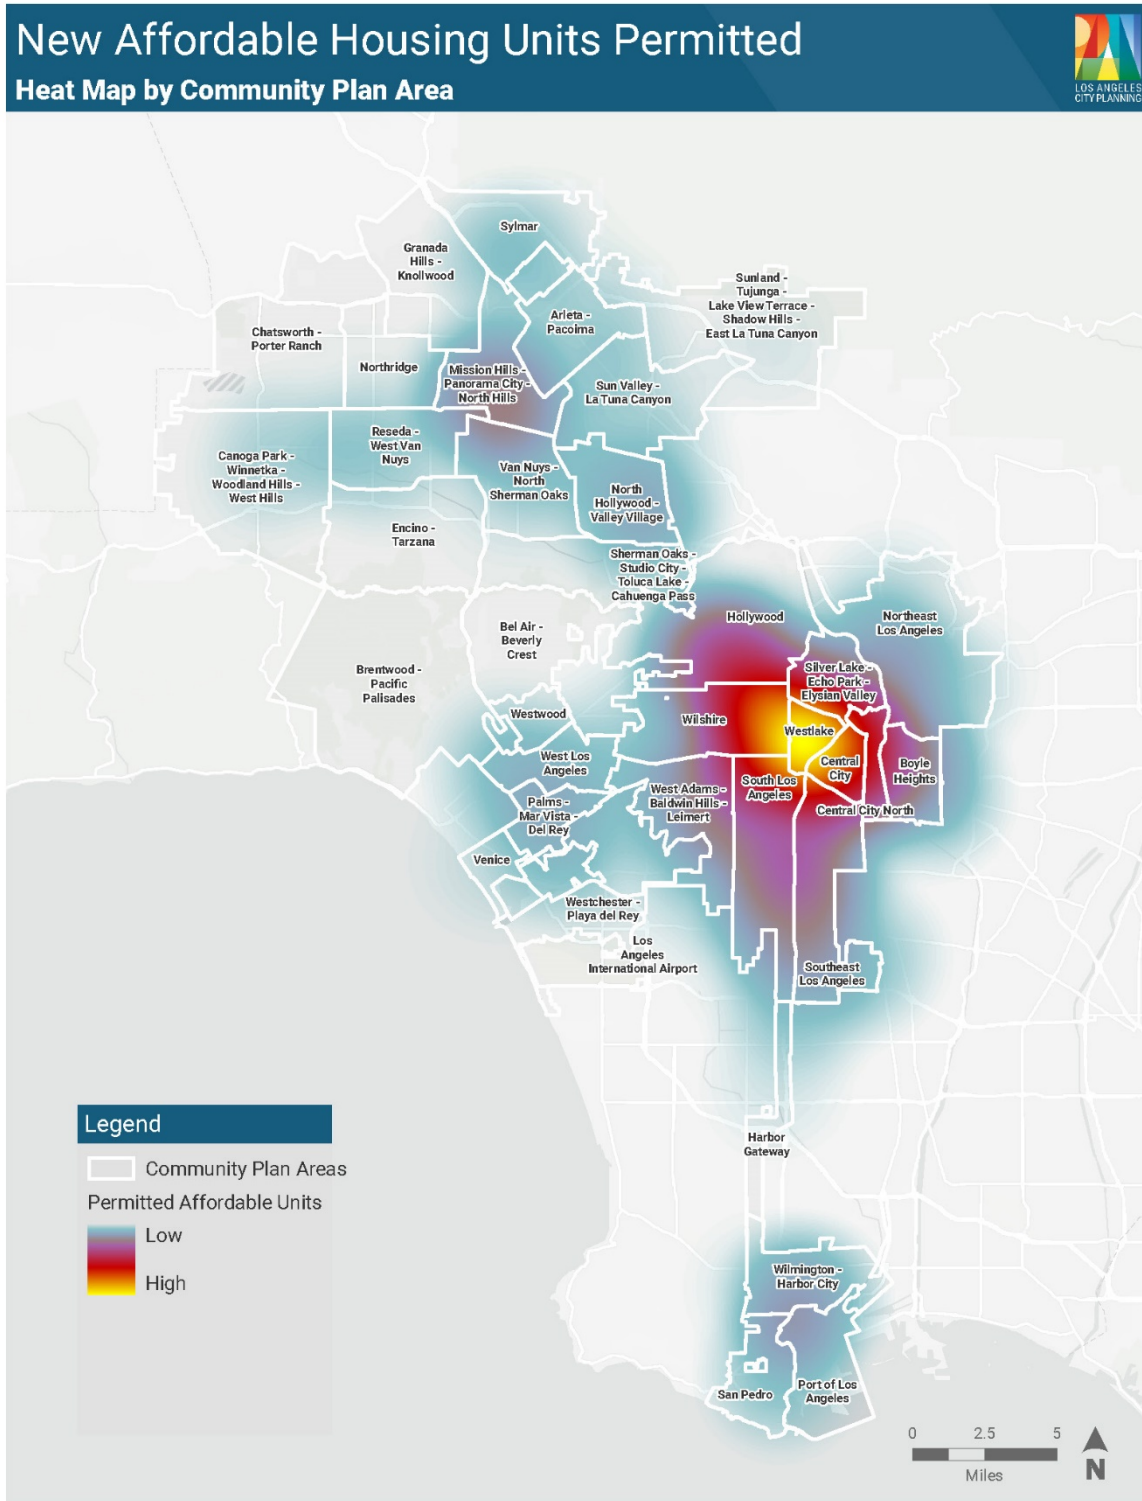 New Affordable Housing Units Permitted
Heat Map by Community Plan Area
LOS ANGELES
CITY PLANNING
Sylmar
Granada
Hills -
Knollwood
Sunland -
Tujunga -
Lake View Terrace -
Shadow Hills -
East La Tuna Canyon
Arleta -
Pacoima
Chatsworth -
Porter Ranch
Northridge
Mission Hills -
Panorama City -
North Hills
Sun Valley -
La Tuna Canyon
Reseda -
West Van
Nuys
Canoga Park -
Winnetka -
Woodland Hills -
West Hills
Van Nuys -
North
Sherman Oaks
North
Hollywood -
Valley Village
Encino -
Tarzana
Sherman Oaks -
Studio City -
Toluca Lake -
Cahuenga Pass
Hollywood
Northeast
Los Angeles
Bel Air -
Beverly
Crest
Brentwood -
Pacific
Palisades
Silver Lake -
Echo Park -
Elysian Valley
Westwood
Wilshire
Westlake
West Los
Angeles
Central
City
Boyle
Heights
South Los
Angeles
West Adams -
Baldwin Hills -
Leimert
Central City North
Palms -
Mar Vista -
Del Rey
Venice
Westchester -
Playa del Rey
Los
Angeles
International Airport
Southeast
Los Angeles
Harbor
Gateway
Wilmington -
Harbor City
San Pedro
Port of Los
Angeles
Legend
Community Plan Areas
Permitted Affordable Units
Low
High
0 2.5 5
Miles
N